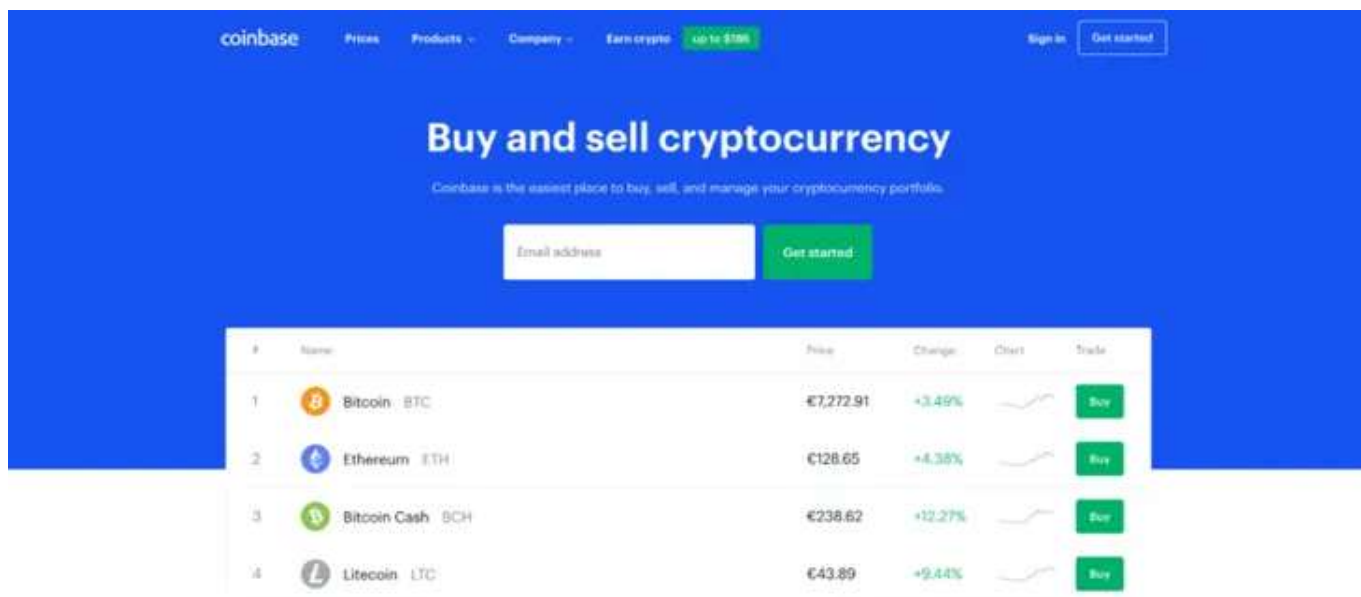 coinbase Prices Products Company Earn crypto up to $186 Sign in Get started
Buy and sell cryptocurrency
Coinbase is the easiest place to buy, sell, and manage your cryptocurrency portfolio.
Email address Get started
# Name Price Change Chart Trade
1 Bitcoin BTC €7,272.91 +3.49% Buy
2 Ethereum ETH €128.65 +4.38% Buy
3 Bitcoin Cash BCH €238.62 +12.27% Buy
4 Litecoin LTC €43.89 +9.44% Buy